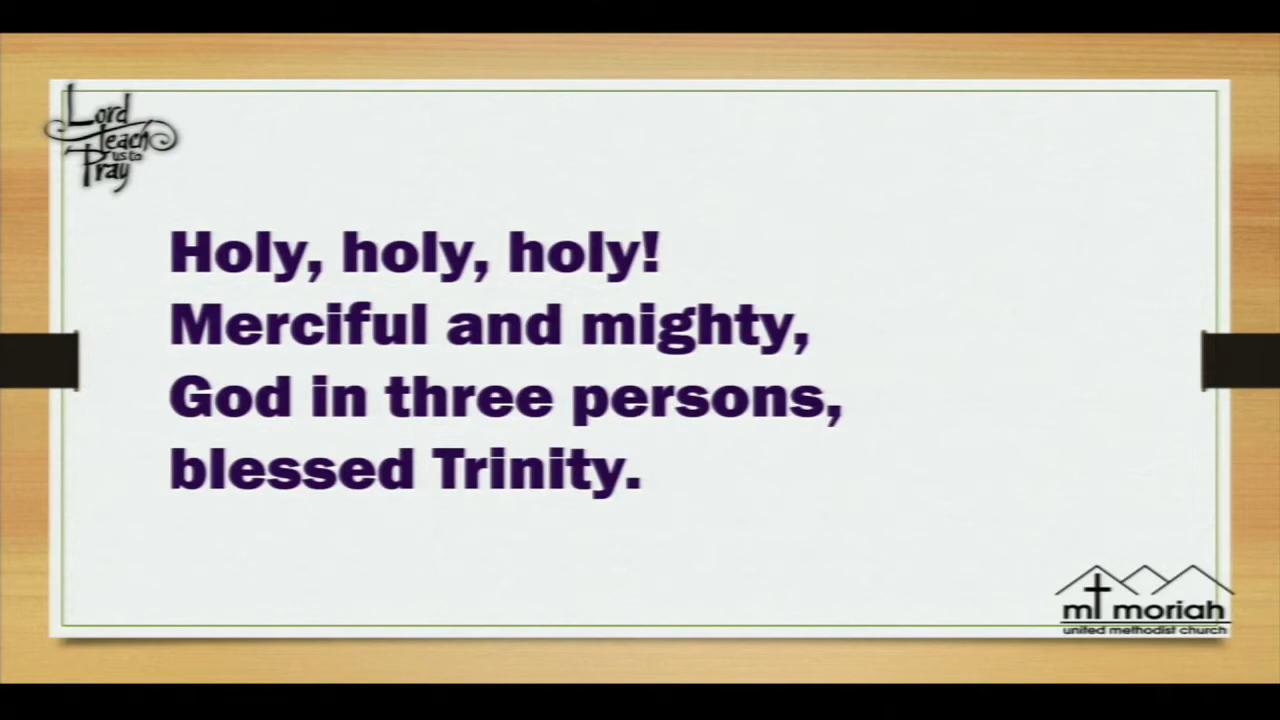 Lord
teach
us to
Pray
Holy, holy, holy!
Merciful and mighty,
God in three persons,
blessed Trinity.
mt moriah
united methodist church